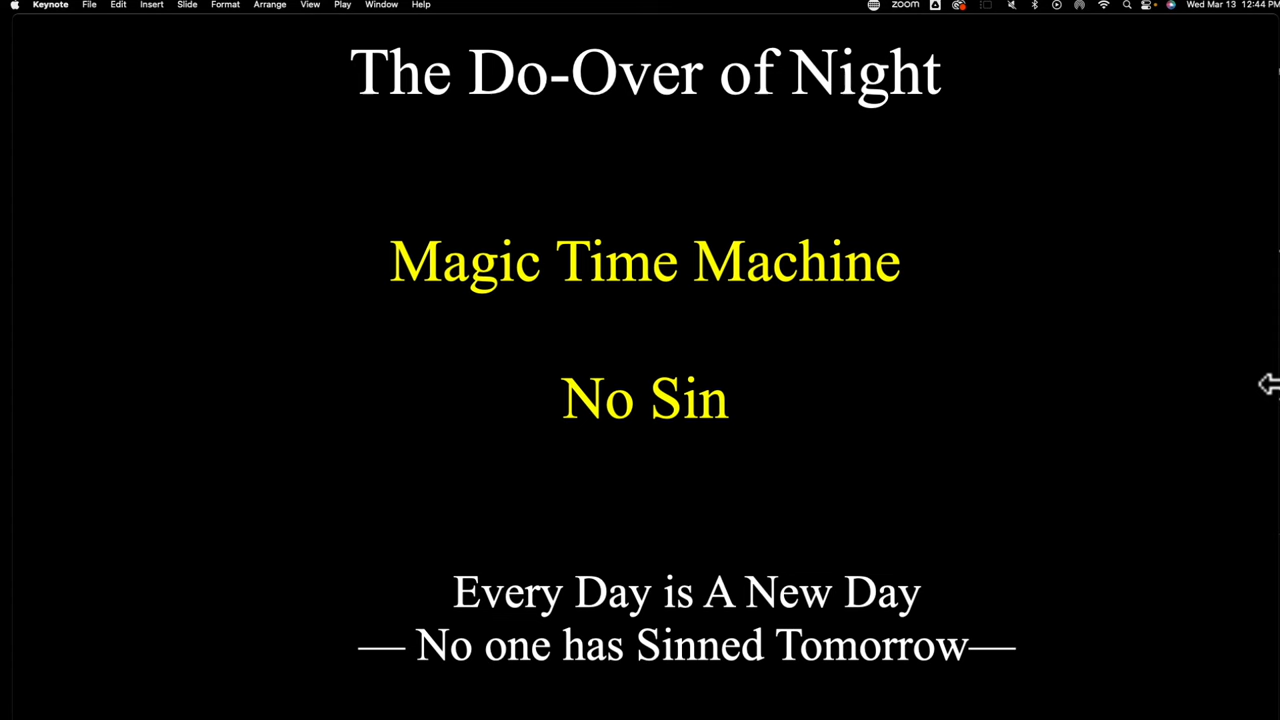 Keynote File Edit Insert Slide Format Arrange View Play Window Help zoom Wed Mar 13 12:44 PM
The Do-Over of Night
Magic Time Machine
No Sin
Every Day is A New Day
— No one has Sinned Tomorrow—